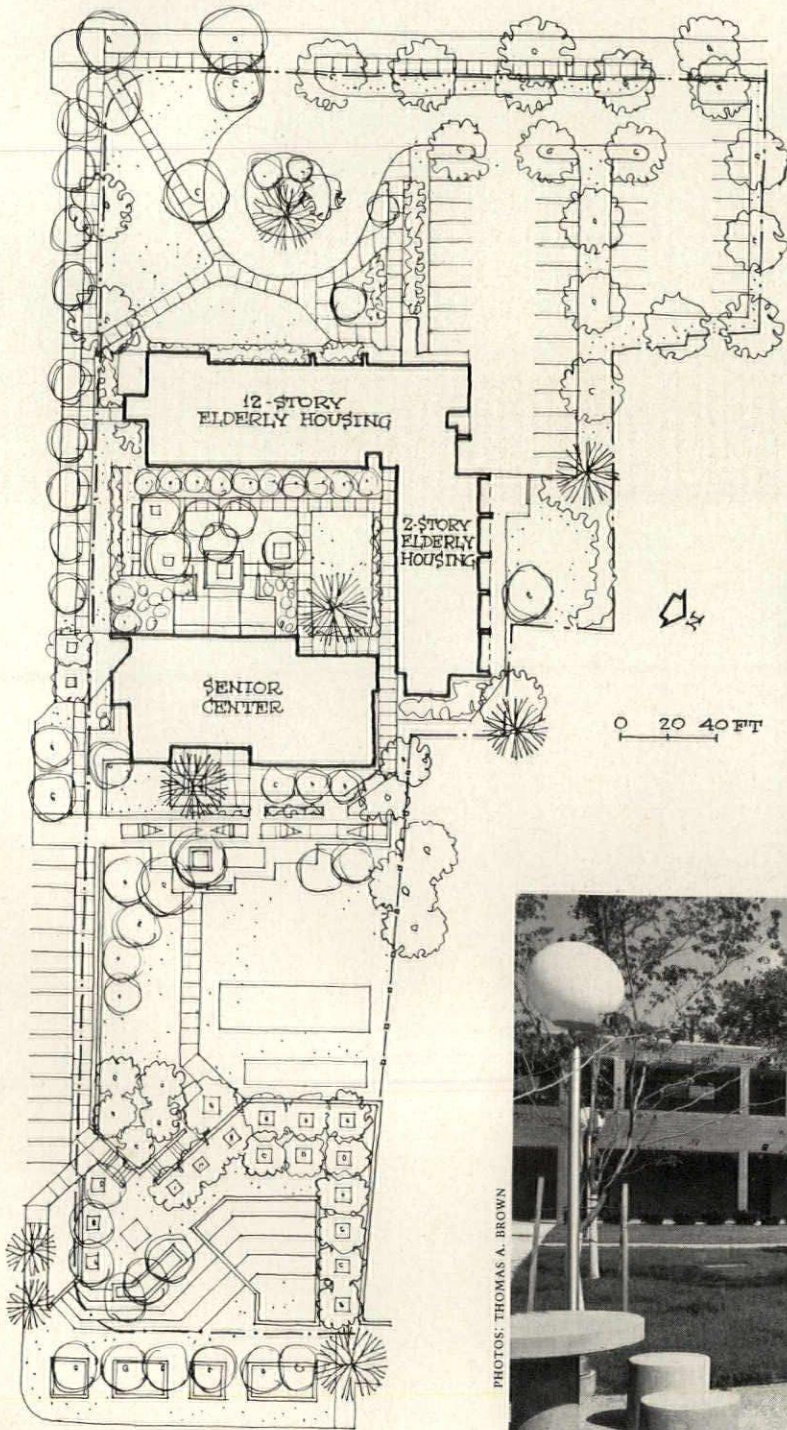 12-STORY
ELDERLY HOUSING
2-STORY
ELDERLY
HOUSING
SENIOR
CENTER
N
0 20 40 FT
PHOTOS: THOMAS A. BROWN